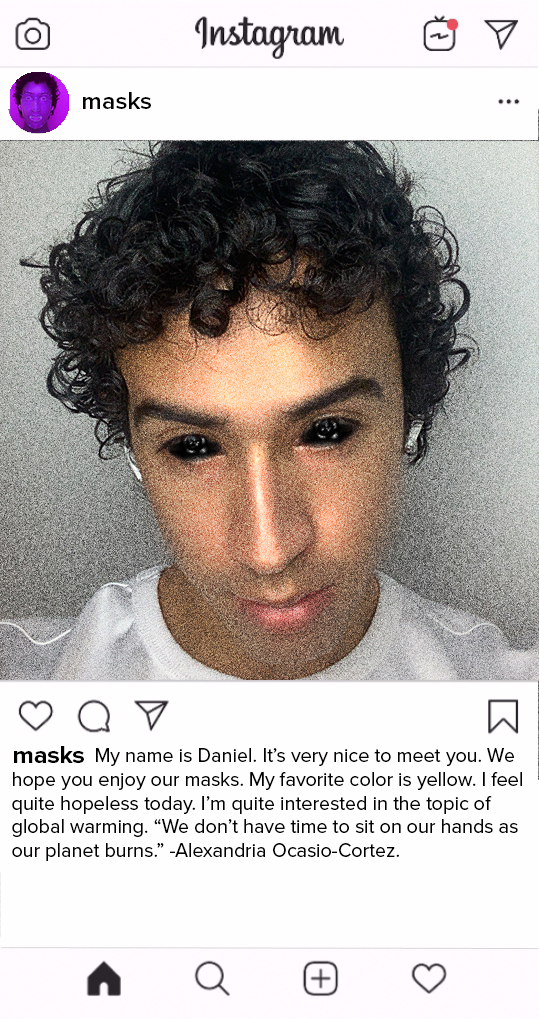 Instagram
masks
masks My name is Daniel. It’s very nice to meet you. We
hope you enjoy our masks. My favorite color is yellow. I feel
quite hopeless today. I’m quite interested in the topic of
global warming. “We don’t have time to sit on our hands as
our planet burns.” -Alexandria Ocasio-Cortez.